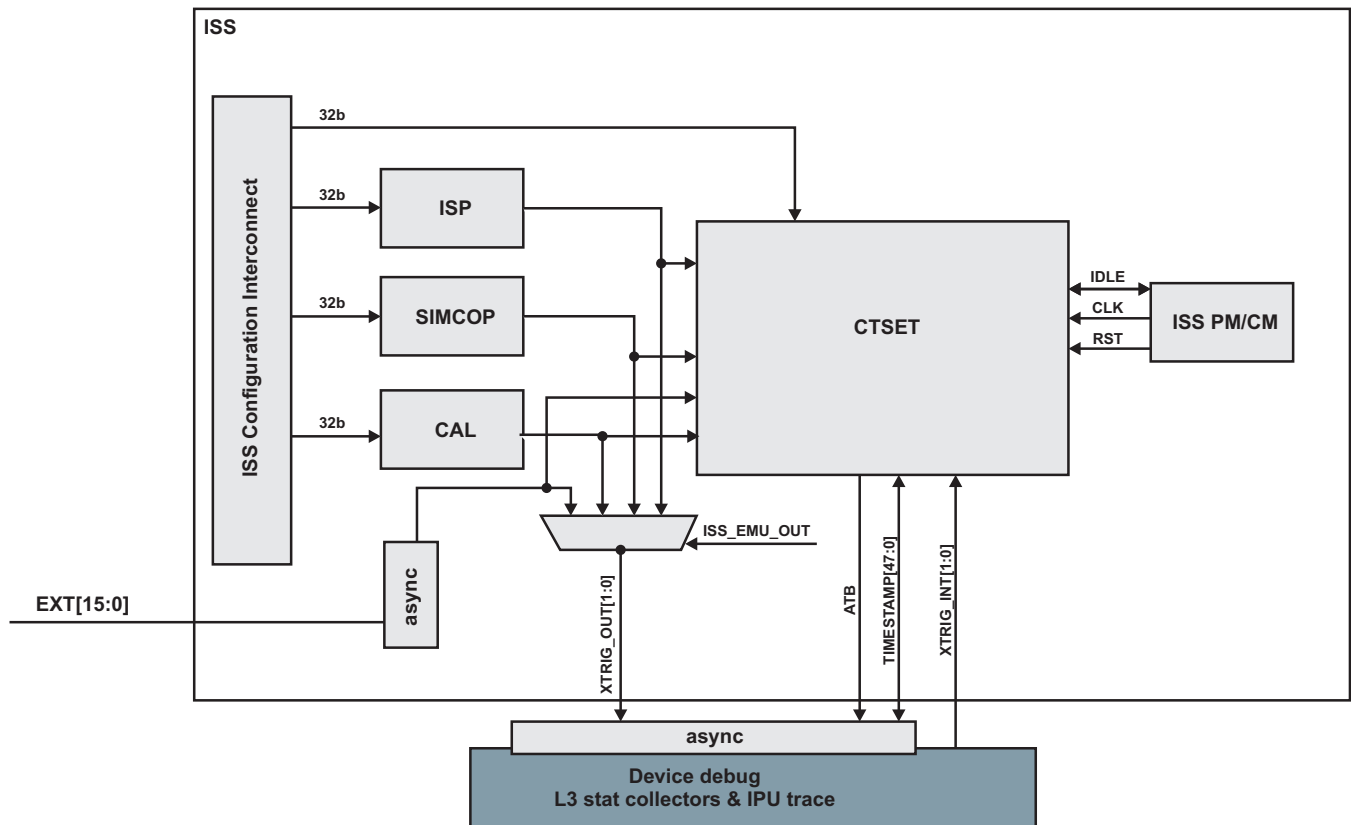 ISS
32b
ISS Configuration Interconnect
32b
ISP
32b
SIMCOP
CTSET
IDLE
CLK
RST
ISS PM/CM
32b
CAL
ISS_EMU_OUT
EXT[15:0]
async
XTRIG_OUT[1:0]
ATB
TIMESTAMP[47:0]
XTRIG_INT[1:0]
async
Device debug
L3 stat collectors & IPU trace